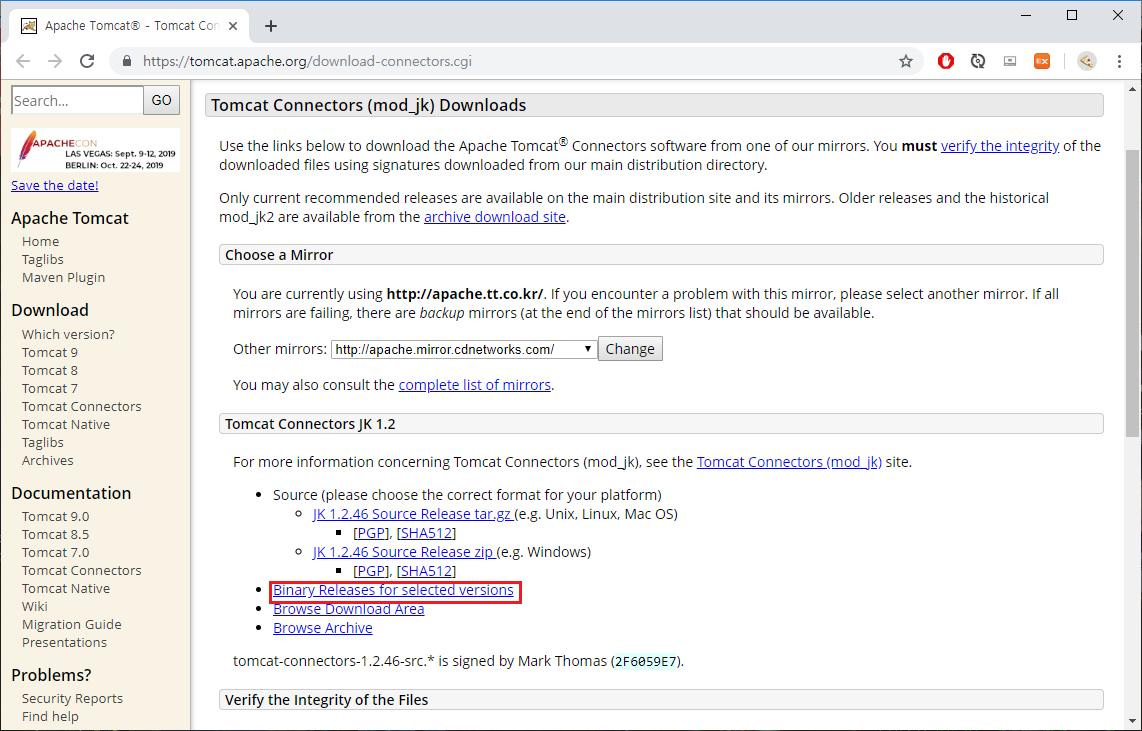 Apache Tomcat® - Tomcat Con
https://tomcat.apache.org/download-connectors.cgi
Search...
GO
APACHECON
LAS VEGAS: Sept. 9-12, 2019
BERLIN: Oct. 22-24, 2019
Save the date!
Apache Tomcat
Home
Taglibs
Maven Plugin
Download
Which version?
Tomcat 9
Tomcat 8
Tomcat 7
Tomcat Connectors
Tomcat Native
Taglibs
Archives
Documentation
Tomcat 9.0
Tomcat 8.5
Tomcat 7.0
Tomcat Connectors
Tomcat Native
Wiki
Migration Guide
Presentations
Problems?
Security Reports
Find help
Tomcat Connectors (mod_jk) Downloads
Use the links below to download the Apache Tomcat® Connectors software from one of our mirrors. You must verify the integrity of the
downloaded files using signatures downloaded from our main distribution directory.
Only current recommended releases are available on the main distribution site and its mirrors. Older releases and the historical
mod_jk2 are available from the archive download site.
Choose a Mirror
You are currently using http://apache.tt.co.kr/. If you encounter a problem with this mirror, please select another mirror. If all
mirrors are failing, there are backup mirrors (at the end of the mirrors list) that should be available.
Other mirrors: http://apache.mirror.cdnetworks.com/ Change
You may also consult the complete list of mirrors.
Tomcat Connectors JK 1.2
For more information concerning Tomcat Connectors (mod_jk), see the Tomcat Connectors (mod_jk) site.
Source (please choose the correct format for your platform)
JK 1.2.46 Source Release tar.gz (e.g. Unix, Linux, Mac OS)
[PGP], [SHA512]
JK 1.2.46 Source Release zip (e.g. Windows)
[PGP], [SHA512]
Binary Releases for selected versions
Browse Download Area
Browse Archive
tomcat-connectors-1.2.46-src.* is signed by Mark Thomas (2F6059E7).
Verify the Integrity of the Files